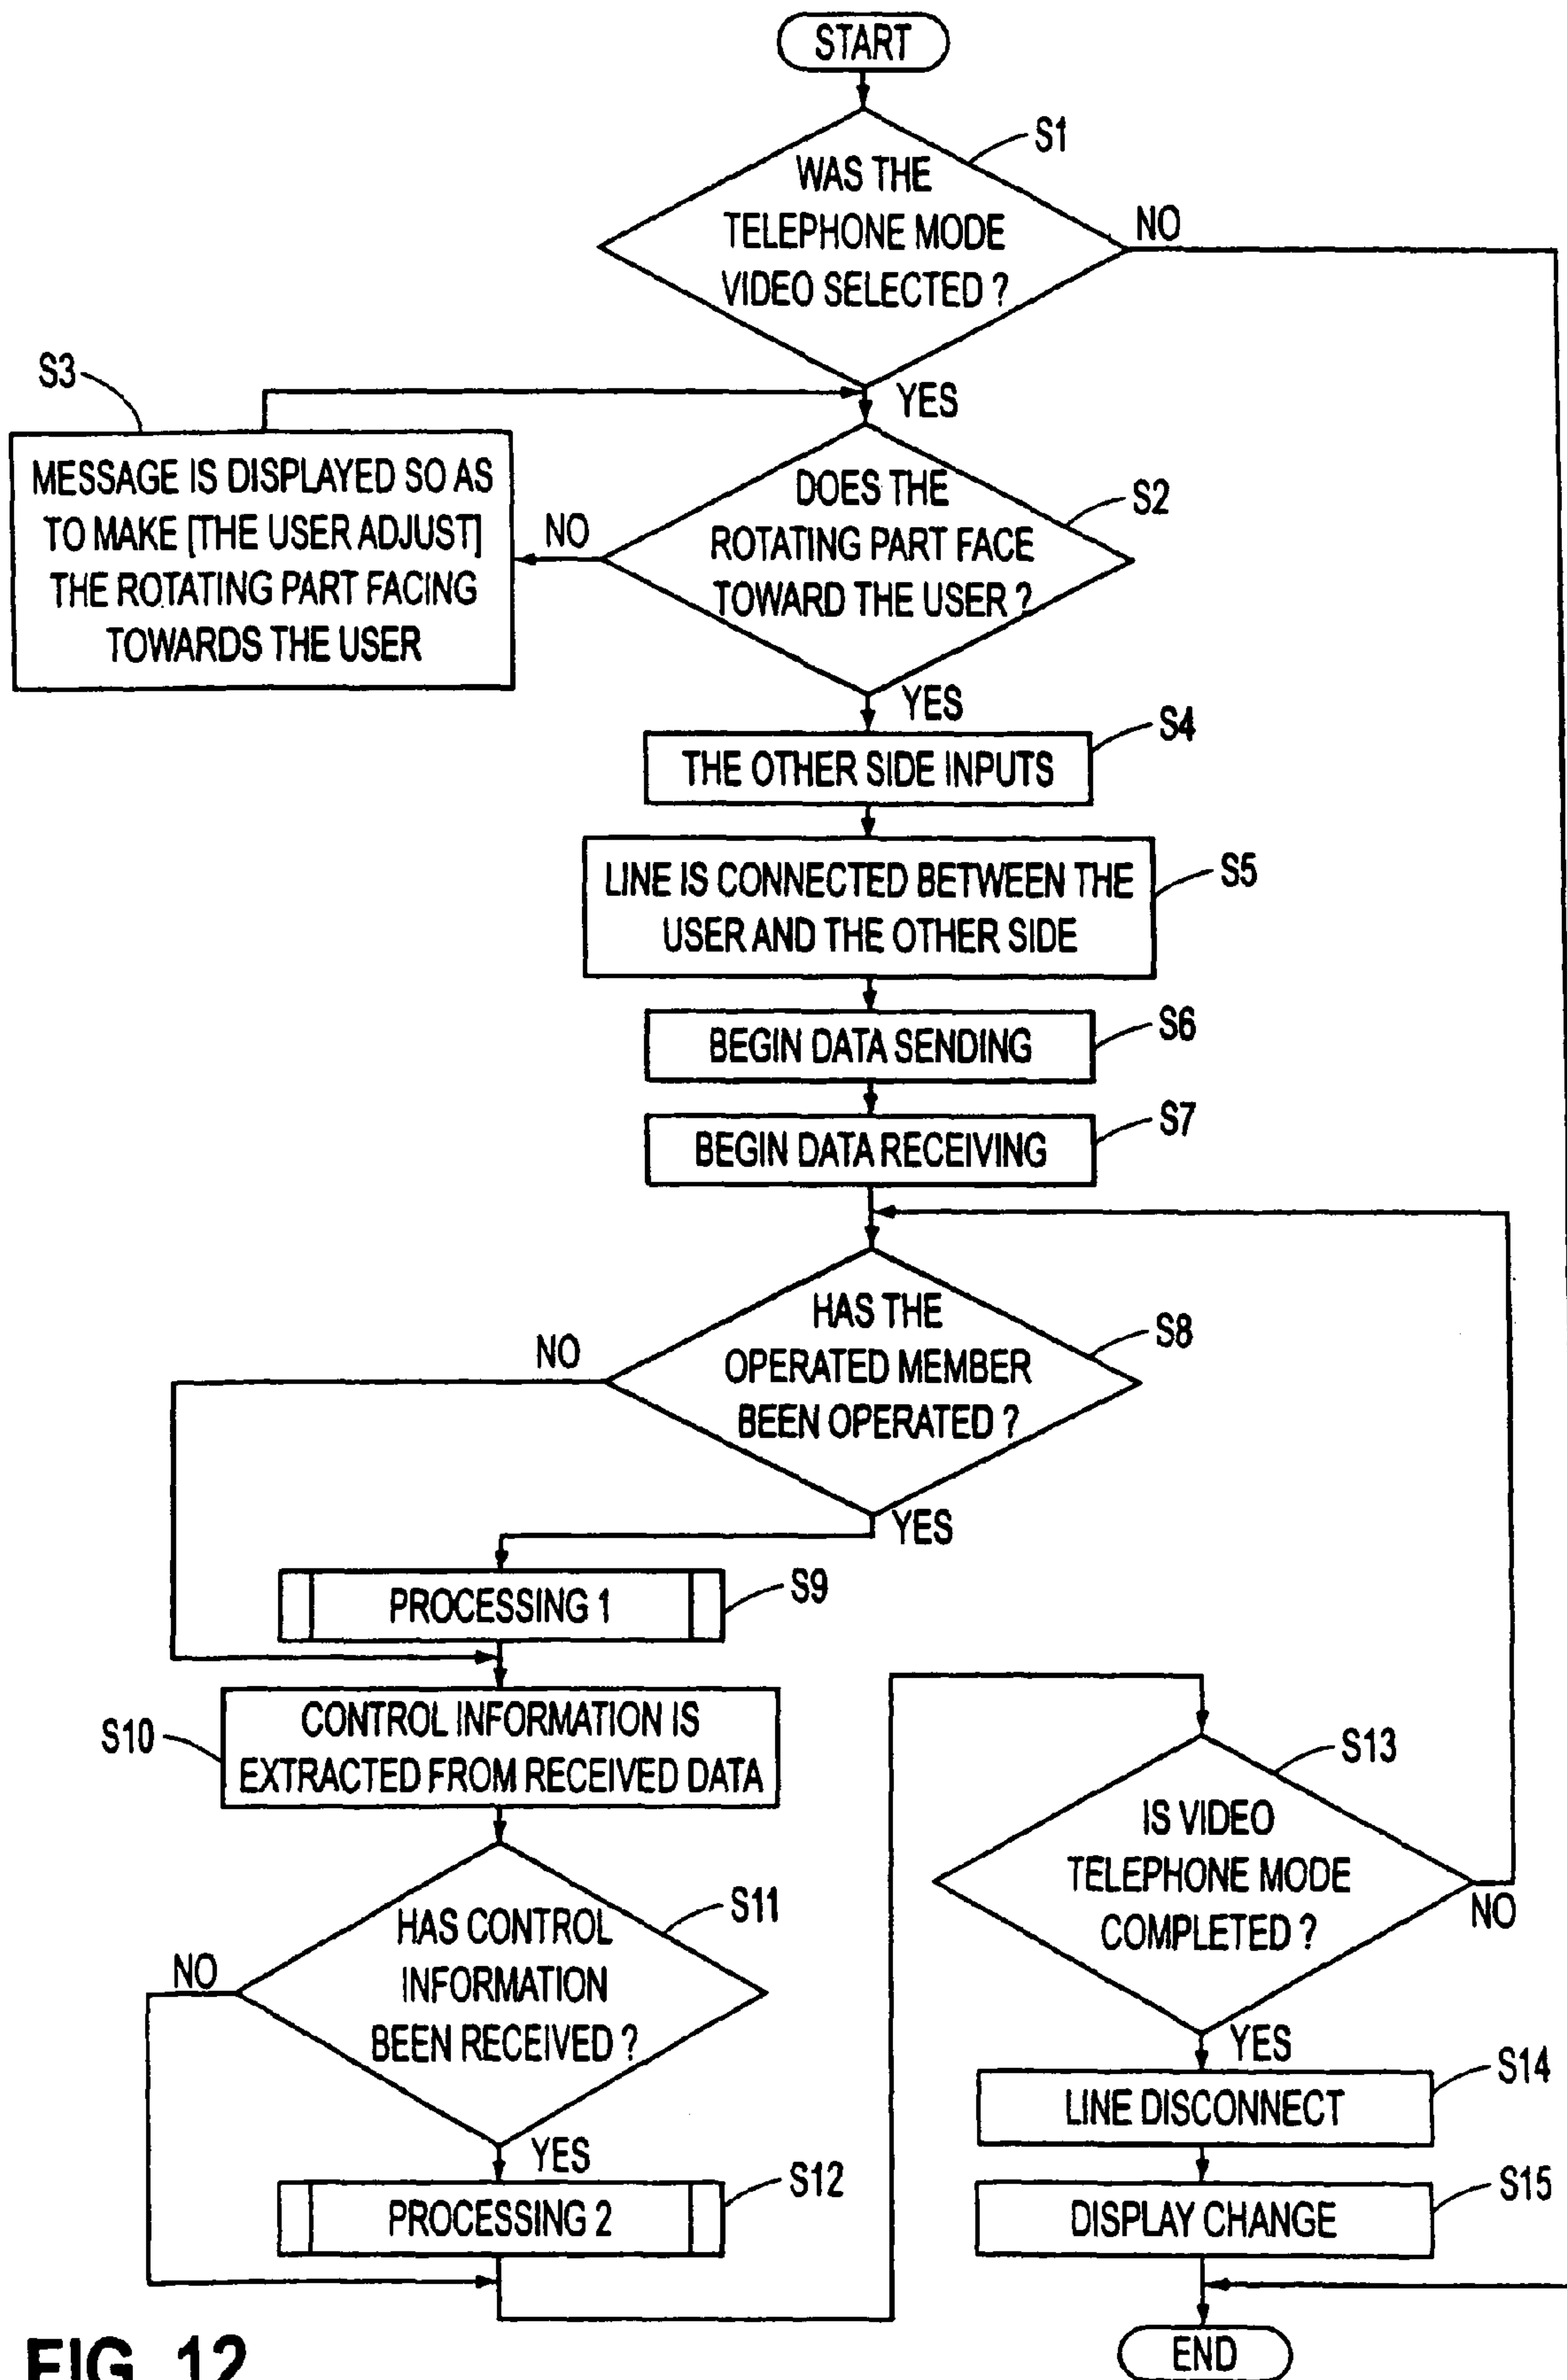 START
S1
WAS THE
TELEPHONE MODE
VIDEO SELECTED ?
NO
YES
S3
MESSAGE IS DISPLAYED SO AS
TO MAKE [THE USER ADJUST]
THE ROTATING PART FACING
TOWARDS THE USER
NO
S2
DOES THE
ROTATING PART FACE
TOWARD THE USER ?
YES
S4
THE OTHER SIDE INPUTS
S5
LINE IS CONNECTED BETWEEN THE
USER AND THE OTHER SIDE
S6
BEGIN DATA SENDING
S7
BEGIN DATA RECEIVING
S8
HAS THE
OPERATED MEMBER
BEEN OPERATED ?
NO
YES
S9
PROCESSING 1
S10
CONTROL INFORMATION IS
EXTRACTED FROM RECEIVED DATA
S11
HAS CONTROL
INFORMATION
BEEN RECEIVED ?
NO
YES
S12
PROCESSING 2
S13
IS VIDEO
TELEPHONE MODE
COMPLETED ?
NO
YES
S14
LINE DISCONNECT
S15
DISPLAY CHANGE
END
FIG. 12